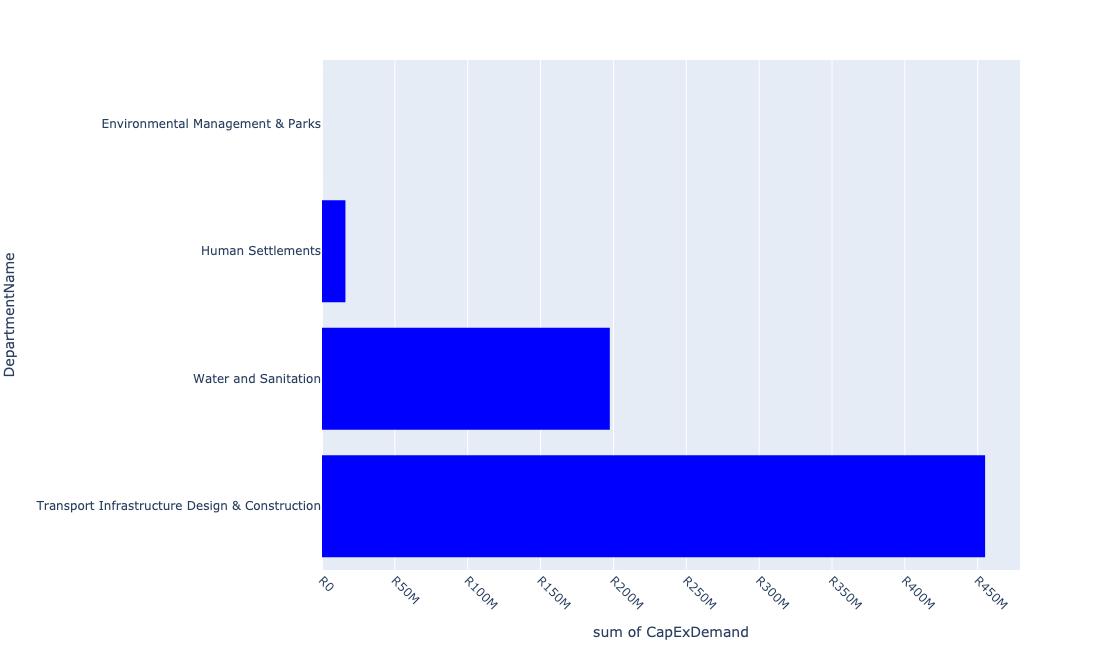 Environmental Management & Parks
Human Settlements
Water and Sanitation
Transport Infrastructure Design & Construction
DepartmentName
R0
R50M
R100M
R150M
R200M
R250M
R300M
R350M
R400M
R450M
sum of CapExDemand